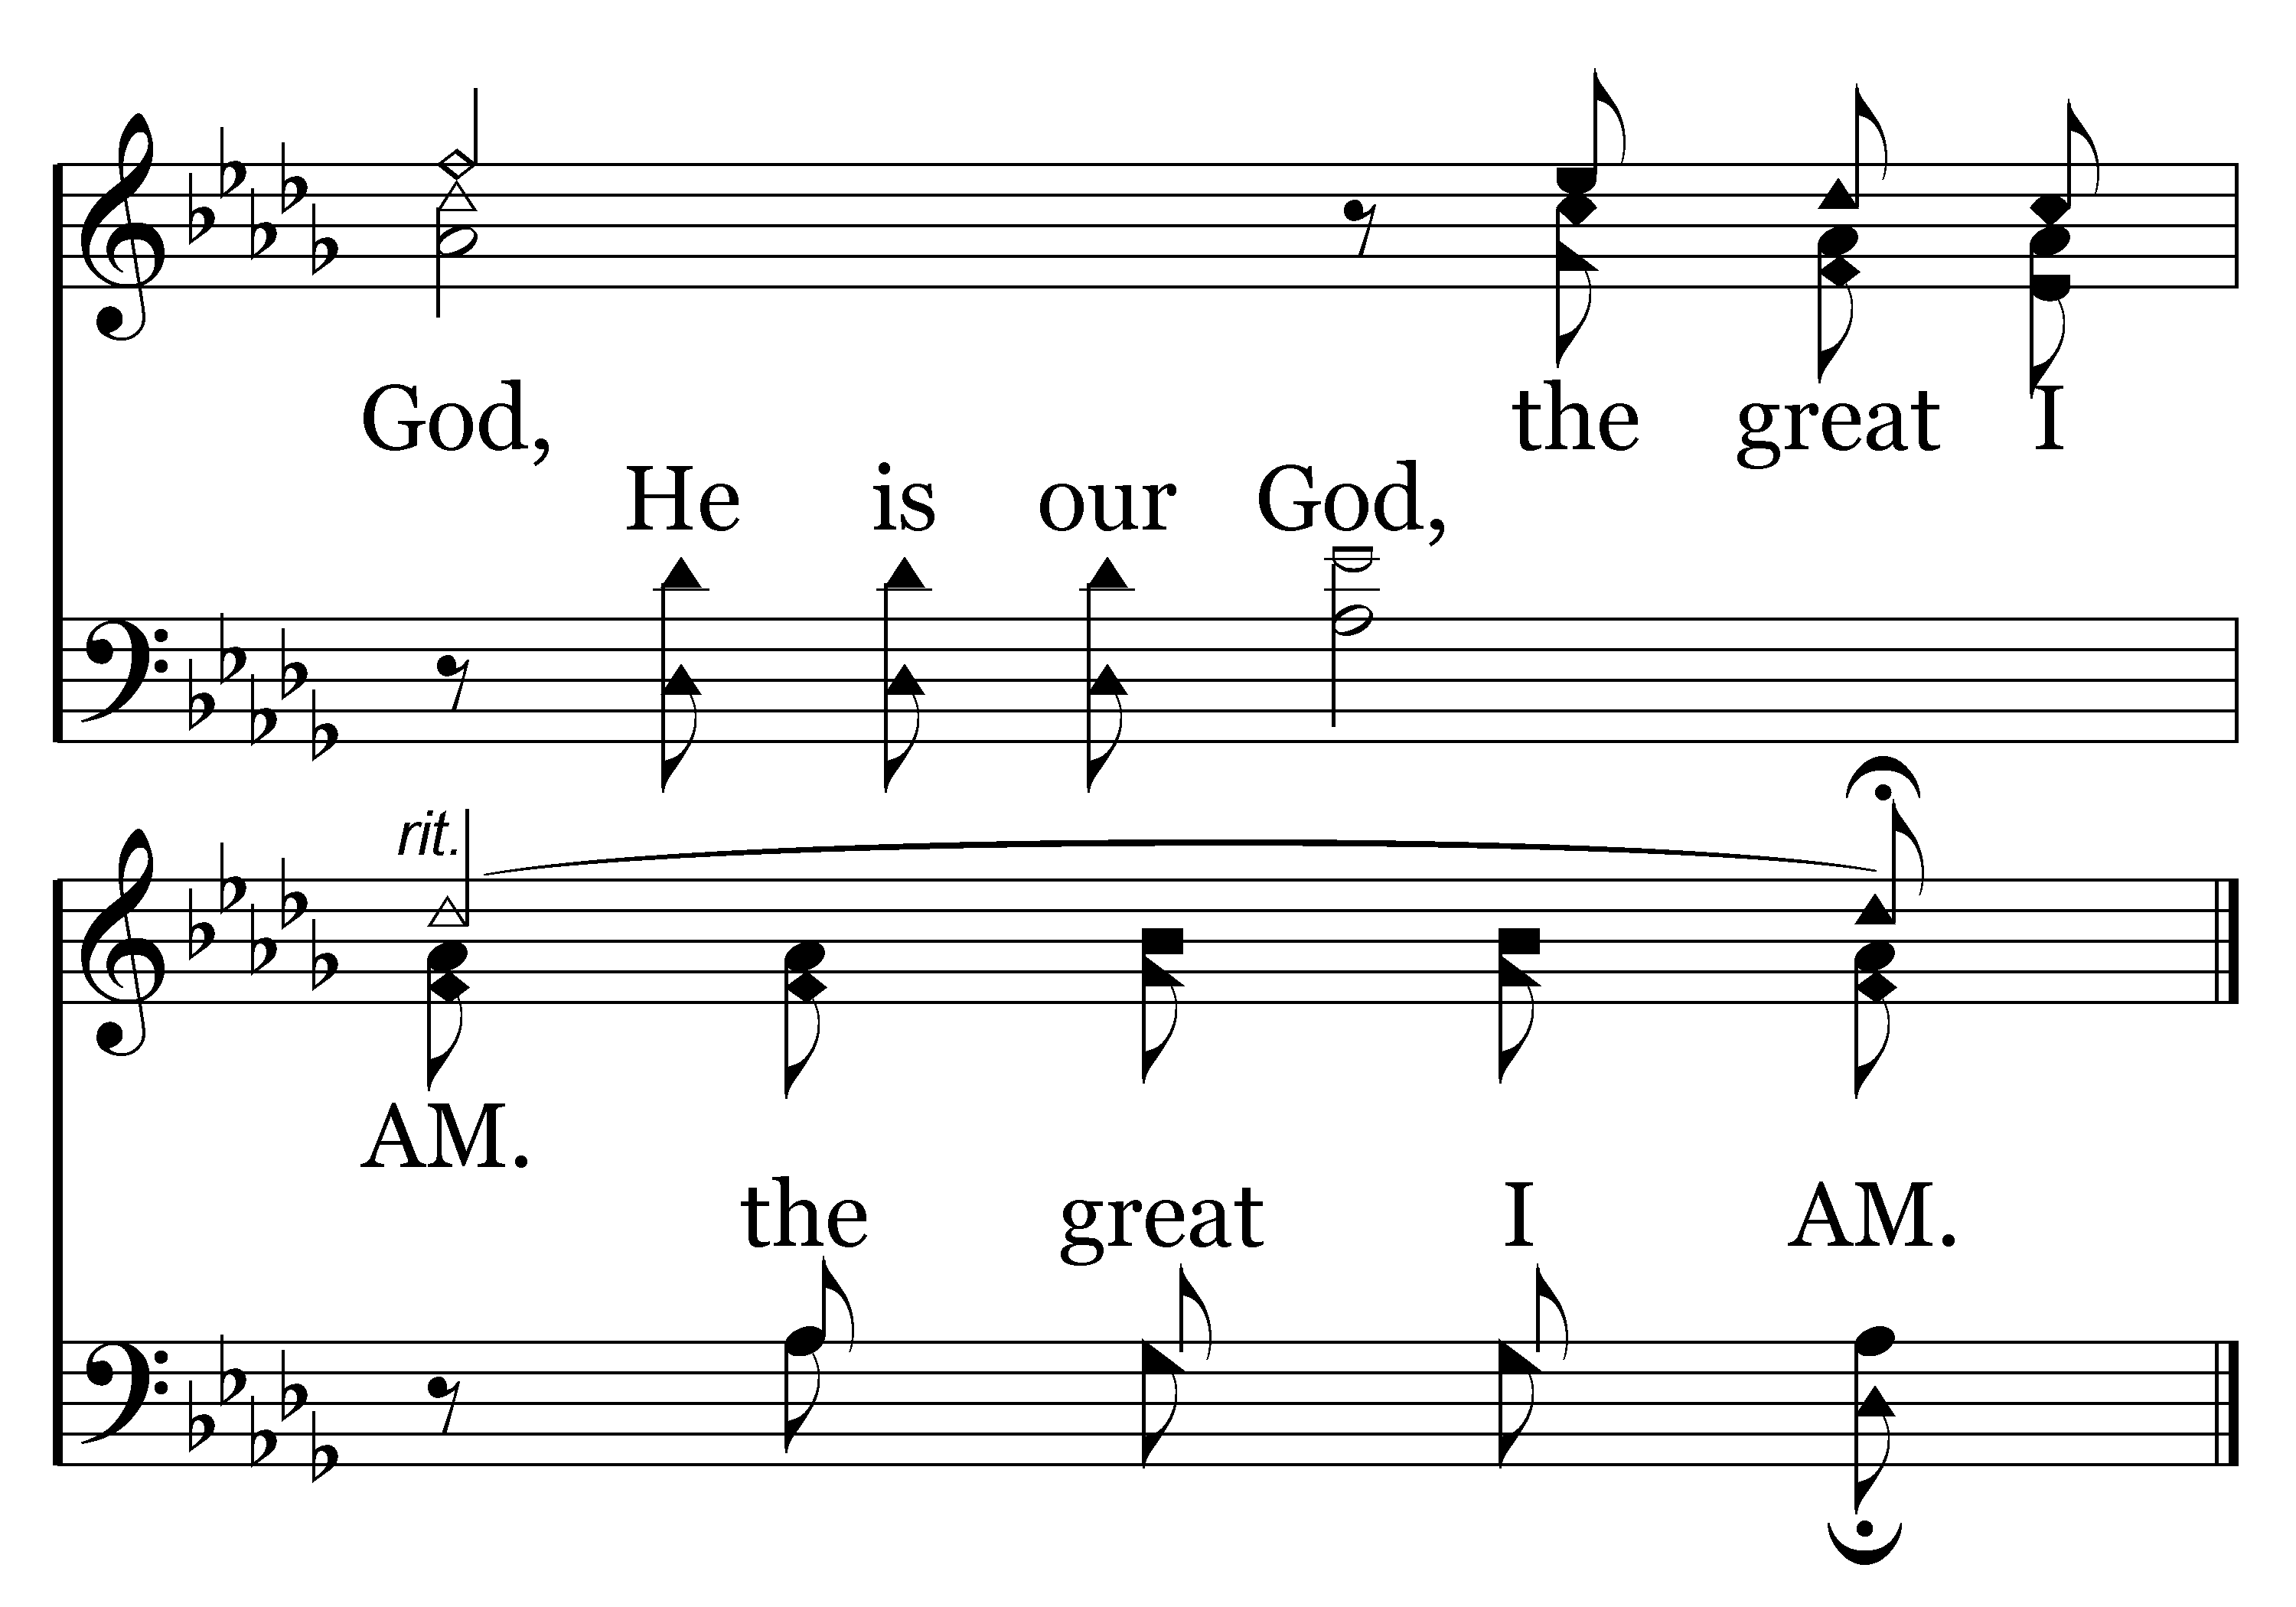 God, the great I
He is our God,
rit.
AM.
the great I AM.